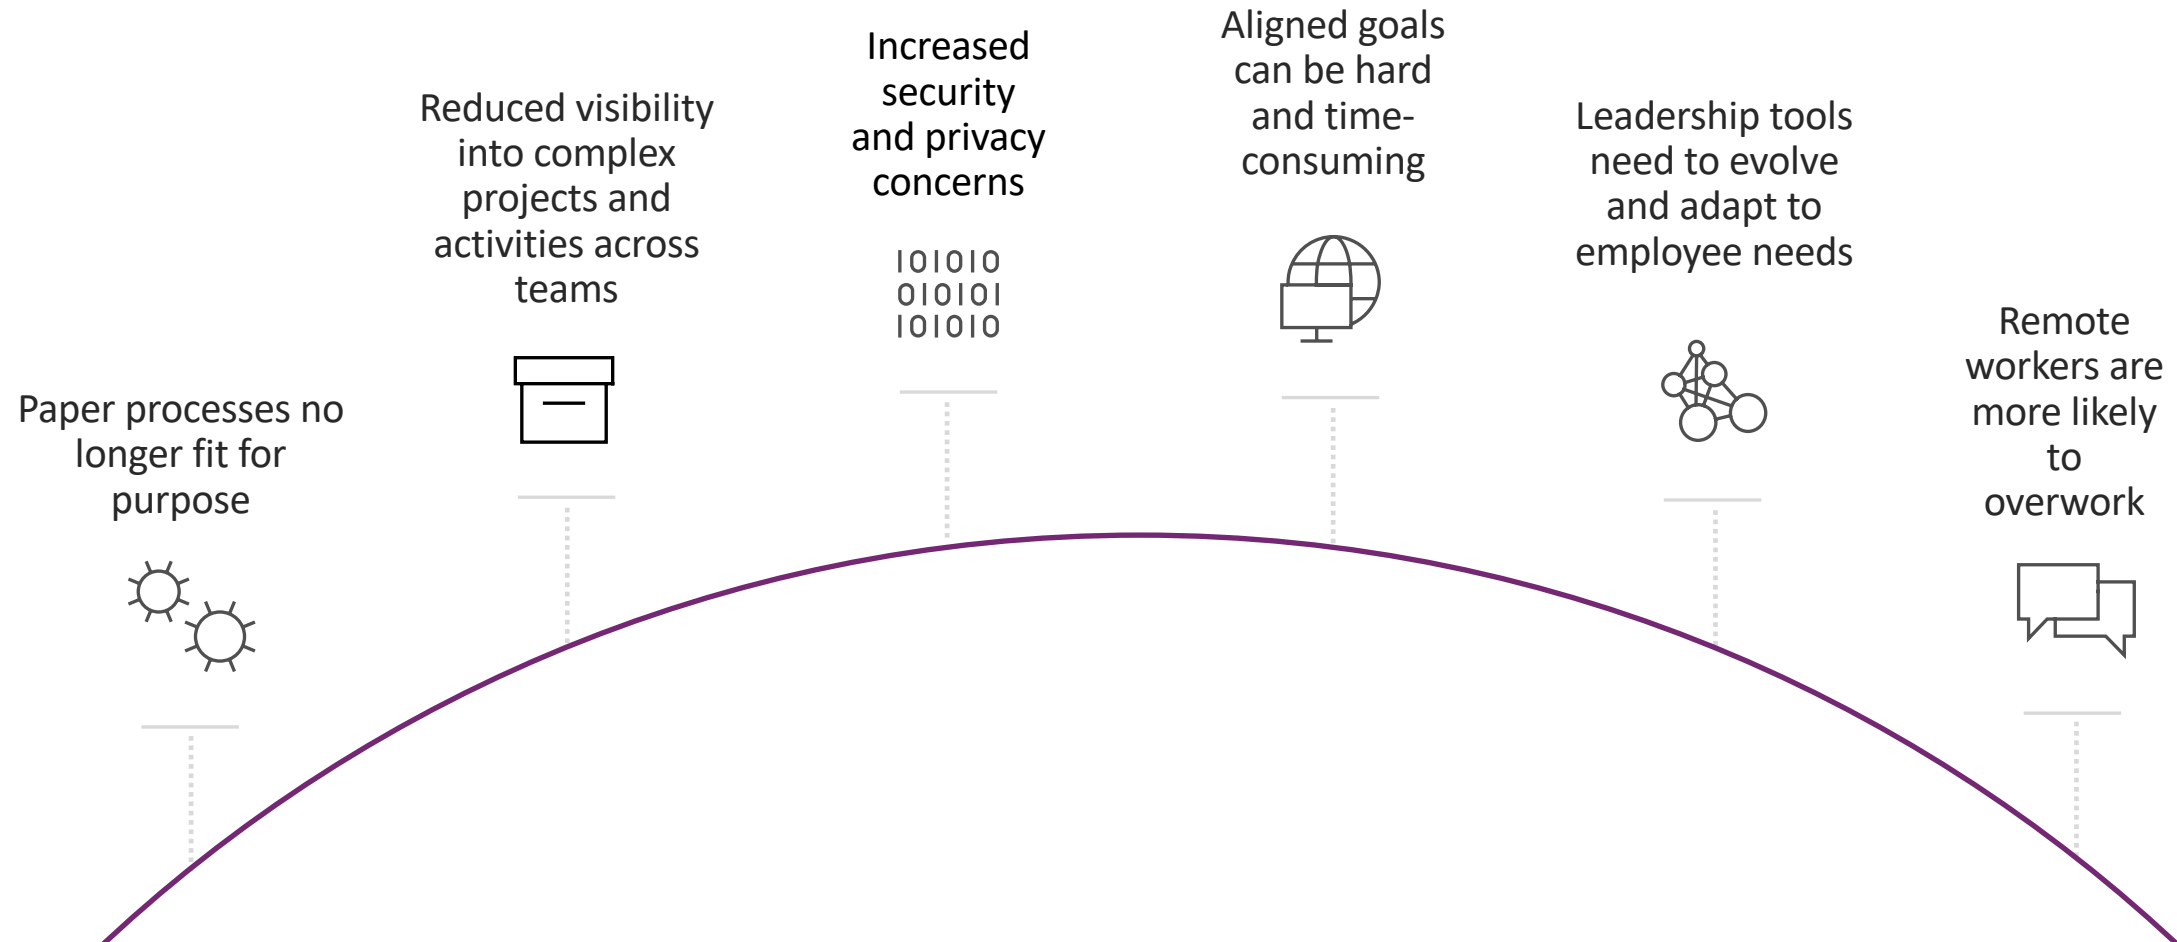 Paper processes no
longer fit for
purpose
Reduced visibility
into complex
projects and
activities across
teams
Increased
security
and privacy
concerns
101010
010101
101010
Aligned goals
can be hard
and time-
consuming
Leadership tools
need to evolve
and adapt to
employee needs
Remote
workers are
more likely
to
overwork